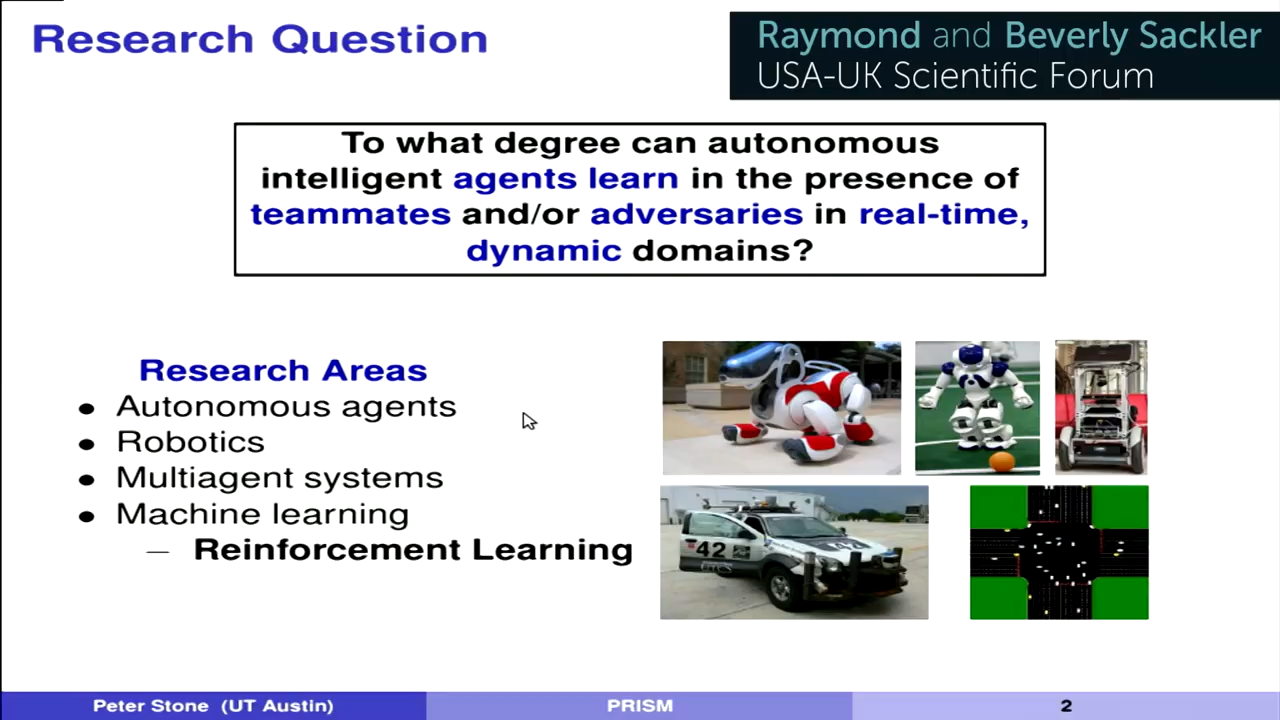 Research Question
Raymond and Beverly Sackler
USA-UK Scientific Forum
To what degree can autonomous
intelligent agents learn in the presence of
teammates and/or adversaries in real-time,
dynamic domains?
Research Areas
● Autonomous agents
● Robotics
● Multiagent systems
● Machine learning
– Reinforcement Learning
42
Peter Stone (UT Austin)
PRISM
2